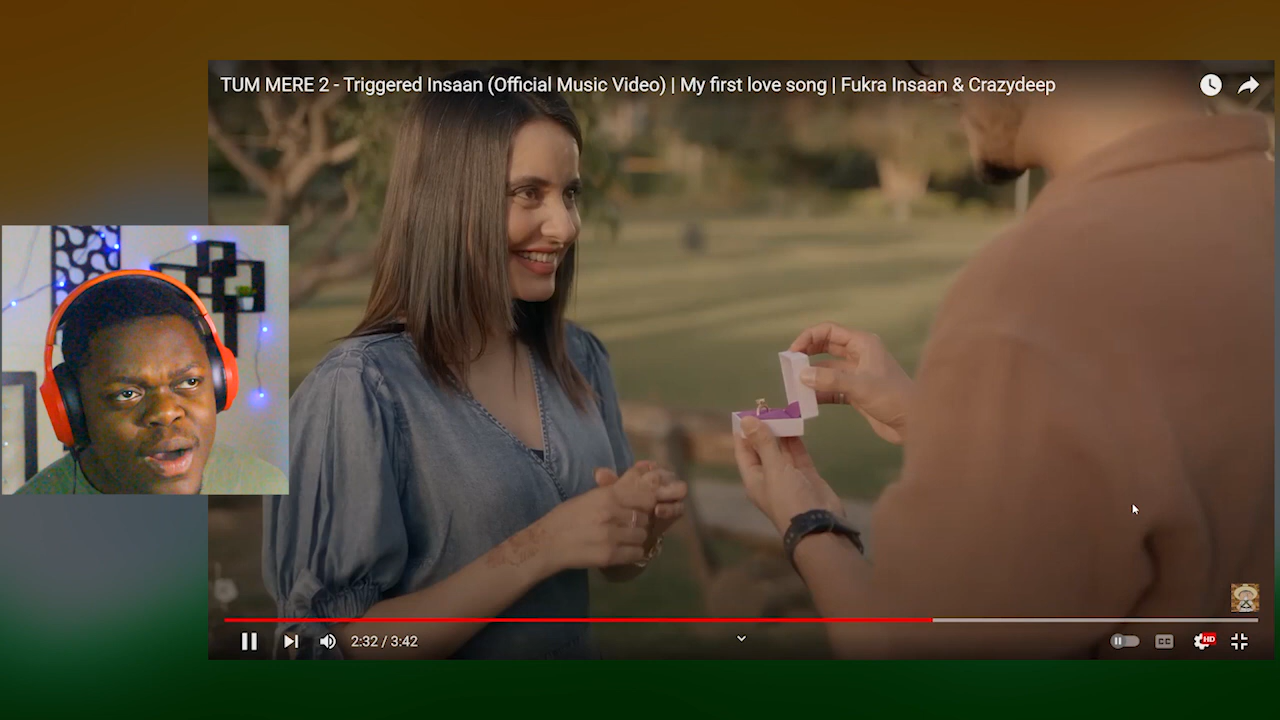 TUM MERE 2 - Triggered Insaan (Official Music Video) | My first love song | Fukra Insaan & Crazydeep
2:32 / 3:42
CC
HD